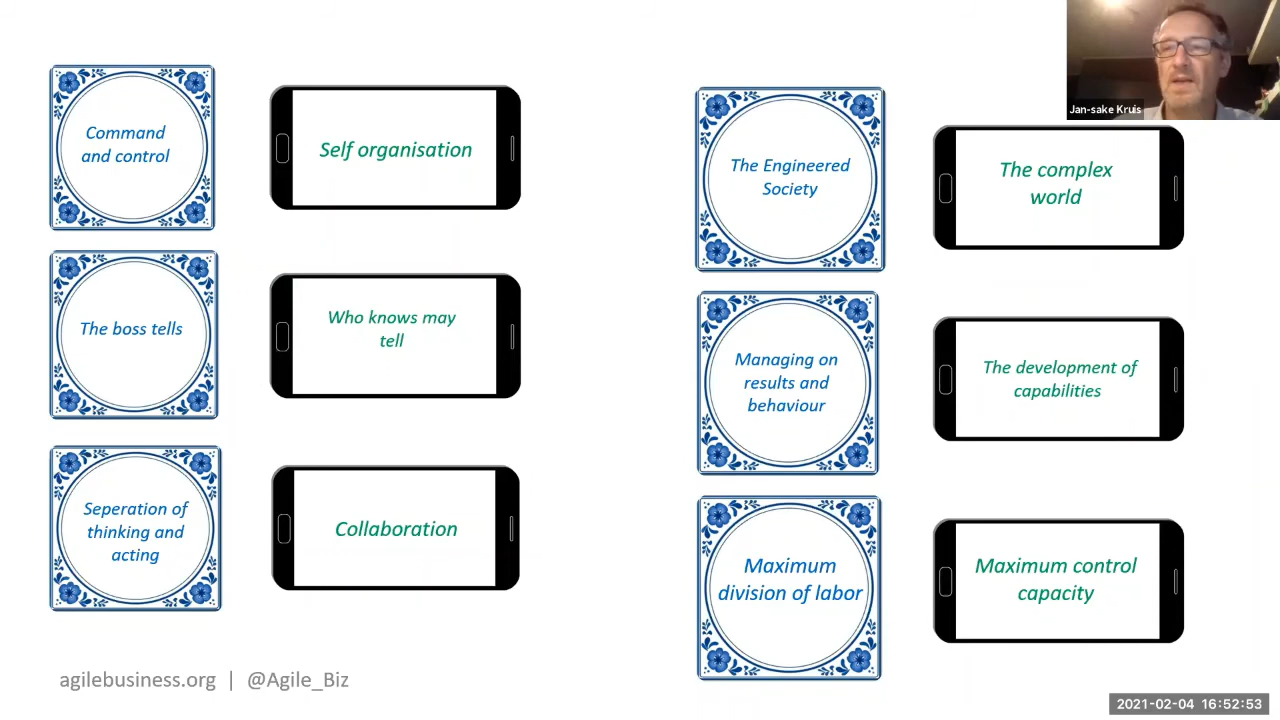 Command
and control
Self organisation
The boss tells
Who knows may
tell
Seperation of
thinking and
acting
Collaboration
The Engineered
Society
The complex
world
Managing on
results and
behaviour
The development of
capabilities
Maximum
division of labor
Maximum control
capacity
Jan-sake Kruis
agilebusiness.org | @Agile_Biz
2021-02-04 16:52:53